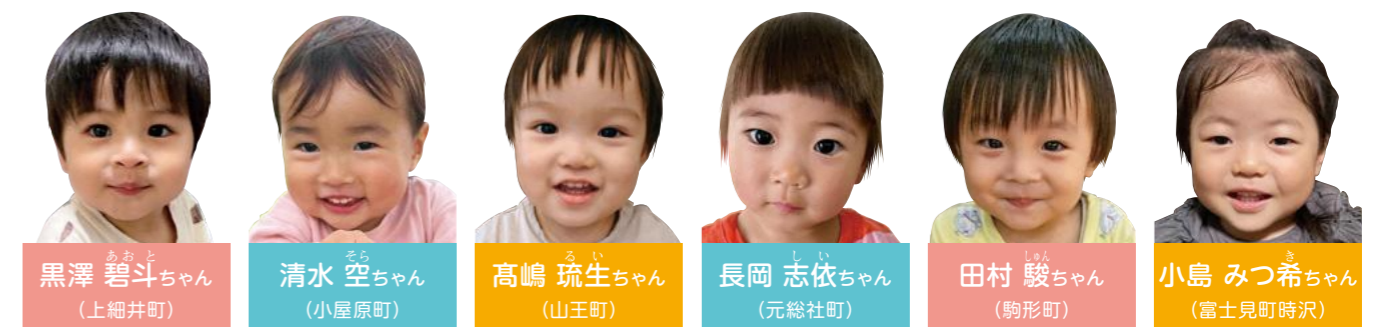 あおと
黒澤 碧斗ちゃん
(上細井町)
そら
清水 空ちゃん
(小屋原町)
るい
髙嶋 琉生ちゃん
(山王町)
しい
長岡 志依ちゃん
(元総社町)
しゅん
田村 駿ちゃん
(駒形町)
き
小島 みつ希ちゃん
(富士見町時沢)